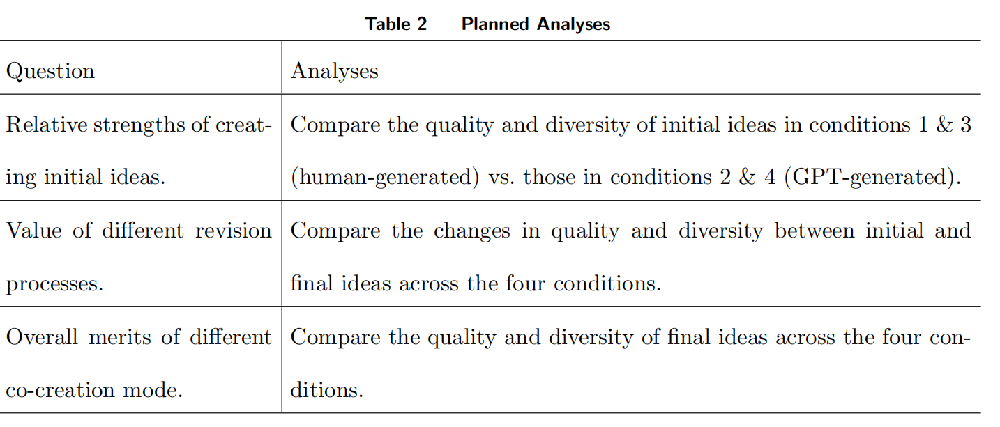 Table 2 Planned Analyses
Question
Analyses
Relative strengths of creat-
ing initial ideas.
Compare the quality and diversity of initial ideas in conditions 1 & 3
(human-generated) vs. those in conditions 2 & 4 (GPT-generated).
Value of different revision
processes.
Compare the changes in quality and diversity between initial and
final ideas across the four conditions.
Overall merits of different
co-creation mode.
Compare the quality and diversity of final ideas across the four con-
ditions.